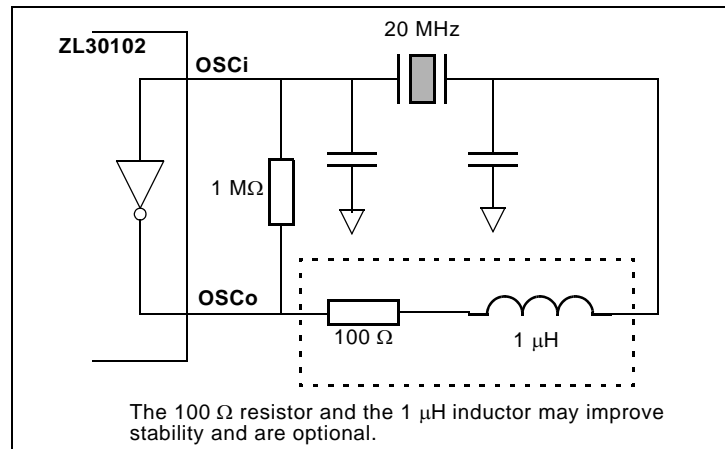 20 MHz
ZL30102
OSCi
1 MΩ
OSCo
100 Ω
1 µH
The 100 Ω resistor and the 1 µH inductor may improve
stability and are optional.